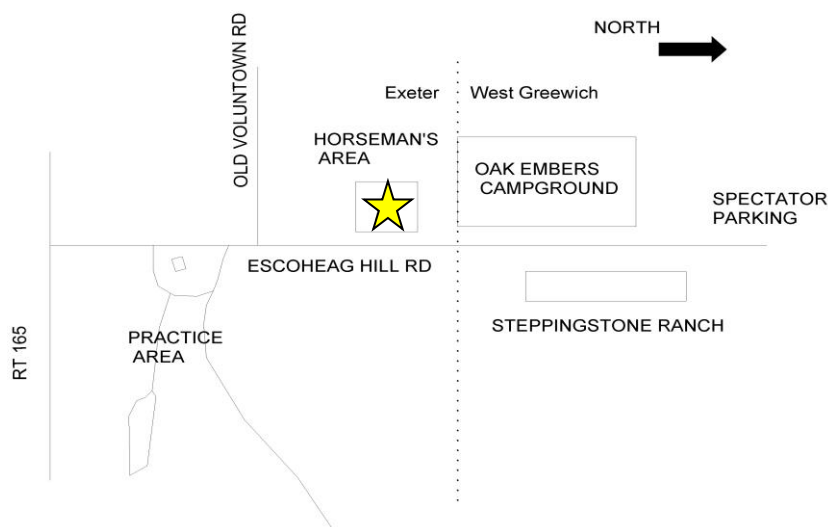 NORTH
OLD VOLUNTOWN RD
Exeter
West Greewich
HORSEMAN'S
AREA
OAK EMBERS
CAMPGROUND
SPECTATOR
PARKING
ESCOHEAG HILL RD
STEPPINGSTONE RANCH
PRACTICE
AREA
RT 165